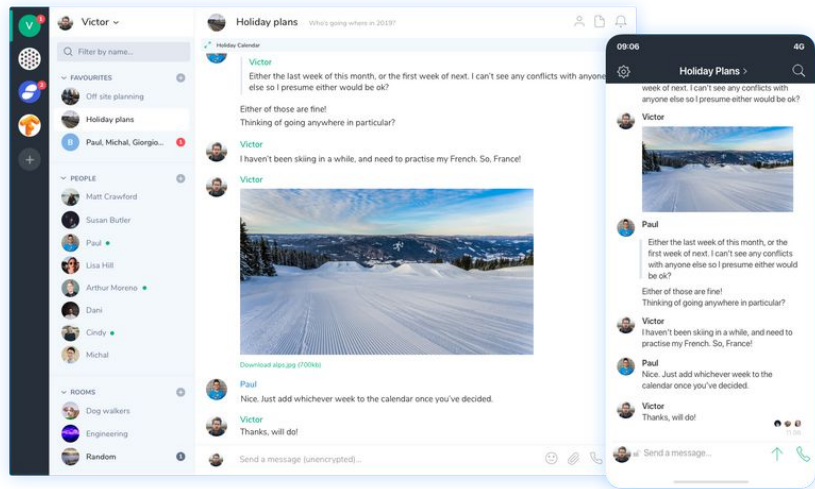 V
1
Victor
Filter by name...
FAVOURITES
Off site planning
Holiday plans
B
Paul, Michal, Giorgio...
PEOPLE
Matt Crawford
Susan Butler
Paul
Lisa Hill
Arthur Moreno
Dani
Cindy
Michal
ROOMS
Dog walkers
Engineering
Random
Holiday plans
Who's going where in 2019?
Holiday Calendar
Victor
Either the last week of this month, or the first week of next. I can't see any conflicts with anyone
else so I presume either would be ok?
Either of those are fine!
Thinking of going anywhere in particular?
Victor
I haven't been skiing in a while, and need to practise my French. So, France!
Victor
Download alps.jpg (700kb)
Paul
Nice. Just add whichever week to the calendar once you've decided.
Victor
Thanks, will do!
Send a message (unencrypted)...
09:06
4G
Holiday Plans >
week of next. I can't see any conflicts with
anyone else so I presume either would be ok?
Victor
Paul
Either the last week of this month, or the
first week of next. I can't see any conflicts
with anyone else so I presume either would
be ok?
Either of those are fine!
Thinking of going anywhere in particular?
Victor
I haven't been skiing in a while, and need to
practise my French. So, France!
Paul
Nice. Just add whichever week to the
calendar once you've decided.
Victor
Thanks, will do!
Send a message...